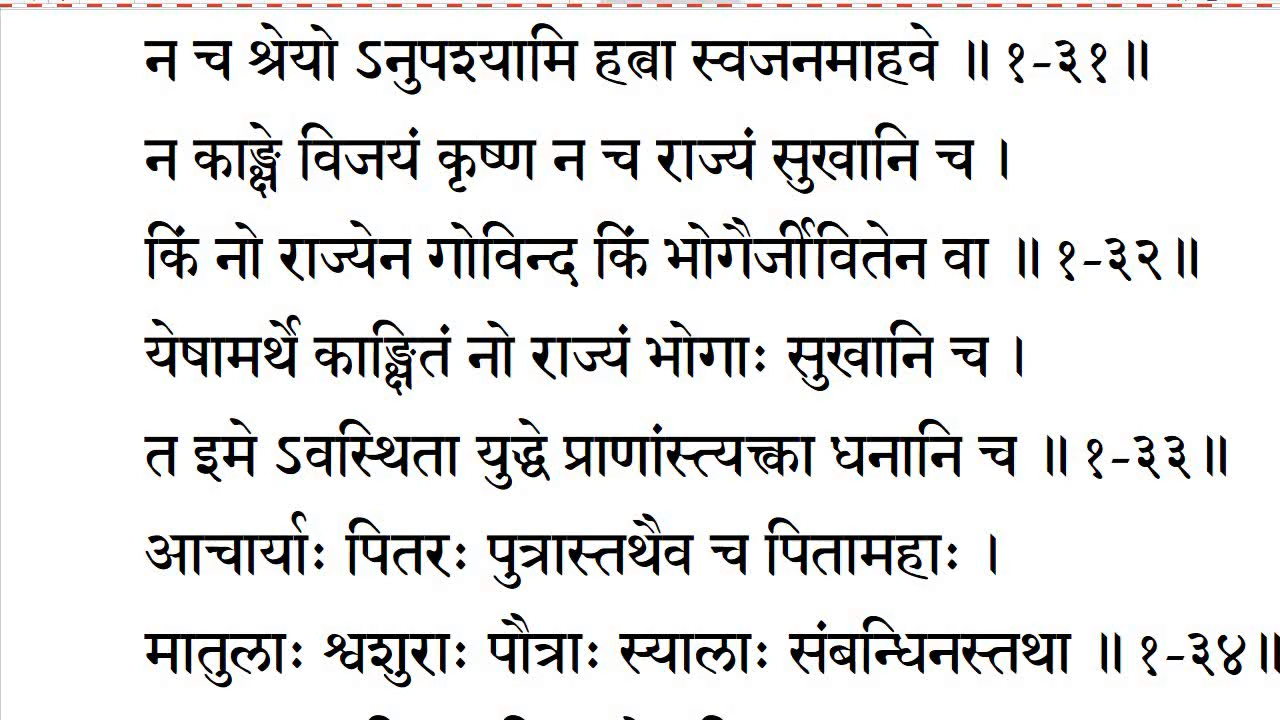 न च श्रेयो ऽनुपश्यामि हत्वा स्वजनमाहवे ॥ १-३१॥
न काङ्क्षे विजयं कृष्ण न च राज्यं सुखानि च ।
किं नो राज्येन गोविन्द किं भोगैर्जीवितेन वा ॥ १-३२॥
येषामर्थे काङ्क्षितं नो राज्यं भोगाः सुखानि च ।
त इमे ऽवस्थिता युद्धे प्राणांस्त्यक्त्वा धनानि च ॥ १-३३॥
आचार्याः पितरः पुत्रास्तथैव च पितामहाः ।
मातुलाः श्वशुराः पौत्राः स्यालाः संबन्धिनस्तथा ॥ १-३४॥